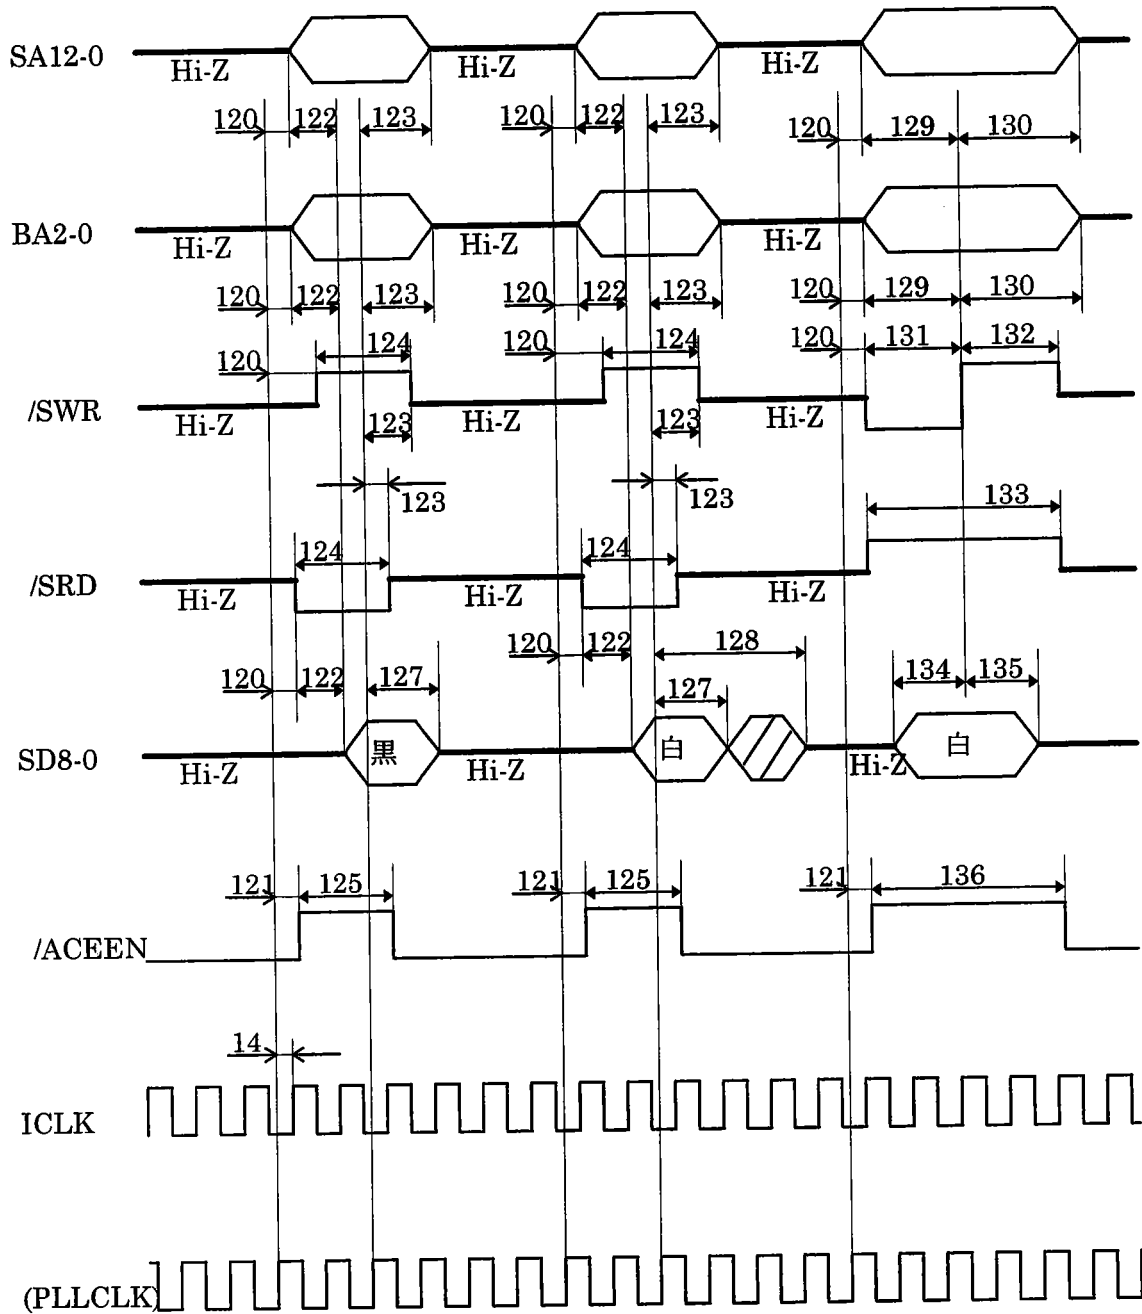 SA12-0
Hi-Z Hi-Z Hi-Z
120 122 123 120 122 123 120 129 130
BA2-0
Hi-Z Hi-Z Hi-Z
120 122 123 120 122 123 120 129 130
120 124 120 124 120 131 132
/SWR
Hi-Z Hi-Z Hi-Z
123 123
123 123 133
124 124
/SRD
Hi-Z Hi-Z Hi-Z
120 122 128
120 122 127 127 134 135
SD8-0
黒 白 白
Hi-Z Hi-Z Hi-Z
121 125 121 125 121 136
/ACEEN
14
ICLK
(PLLCLK)